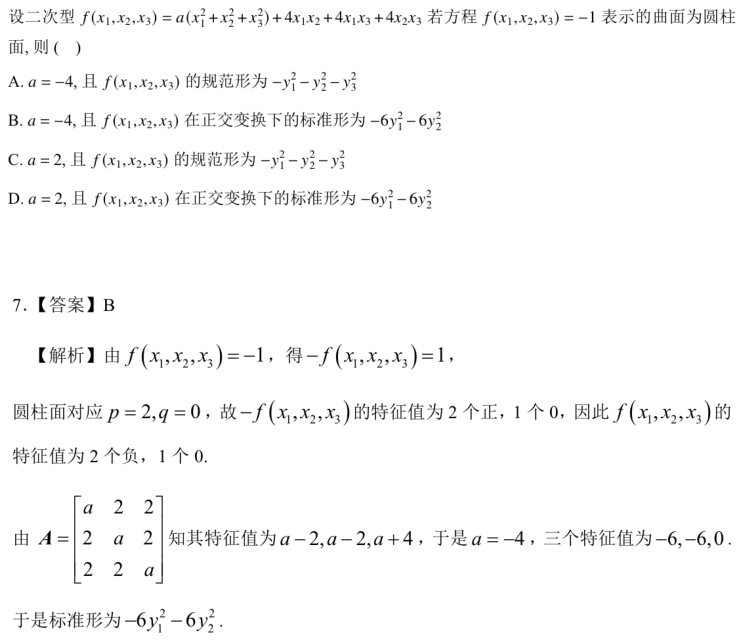 设二次型 f(x₁,x₂,x₃) = a(x₁²+x₂²+x₃²)+4x₁x₂+4x₁x₃+4x₂x₃ 若方程 f(x₁,x₂,x₃) = −1 表示的曲面为圆柱
面, 则 ( )
A. a = −4, 且 f(x₁,x₂,x₃) 的规范形为 −y₁²−y₂²−y₃²
B. a = −4, 且 f(x₁,x₂,x₃) 在正交变换下的标准形为 −6y₁²−6y₂²
C. a = 2, 且 f(x₁,x₂,x₃) 的规范形为 −y₁²−y₂²−y₃²
D. a = 2, 且 f(x₁,x₂,x₃) 在正交变换下的标准形为 −6y₁²−6y₂²
7.【答案】B
【解析】由 f(x₁,x₂,x₃)=−1，得−f(x₁,x₂,x₃)=1，
圆柱面对应 p=2,q=0，故−f(x₁,x₂,x₃)的特征值为 2 个正，1 个 0，因此 f(x₁,x₂,x₃)的
特征值为 2 个负，1 个 0.
由 A=[a 2 2; 2 a 2; 2 2 a] 知其特征值为 a−2,a−2,a+4，于是 a=−4，三个特征值为−6,−6,0.
于是标准形为−6y₁²−6y₂².